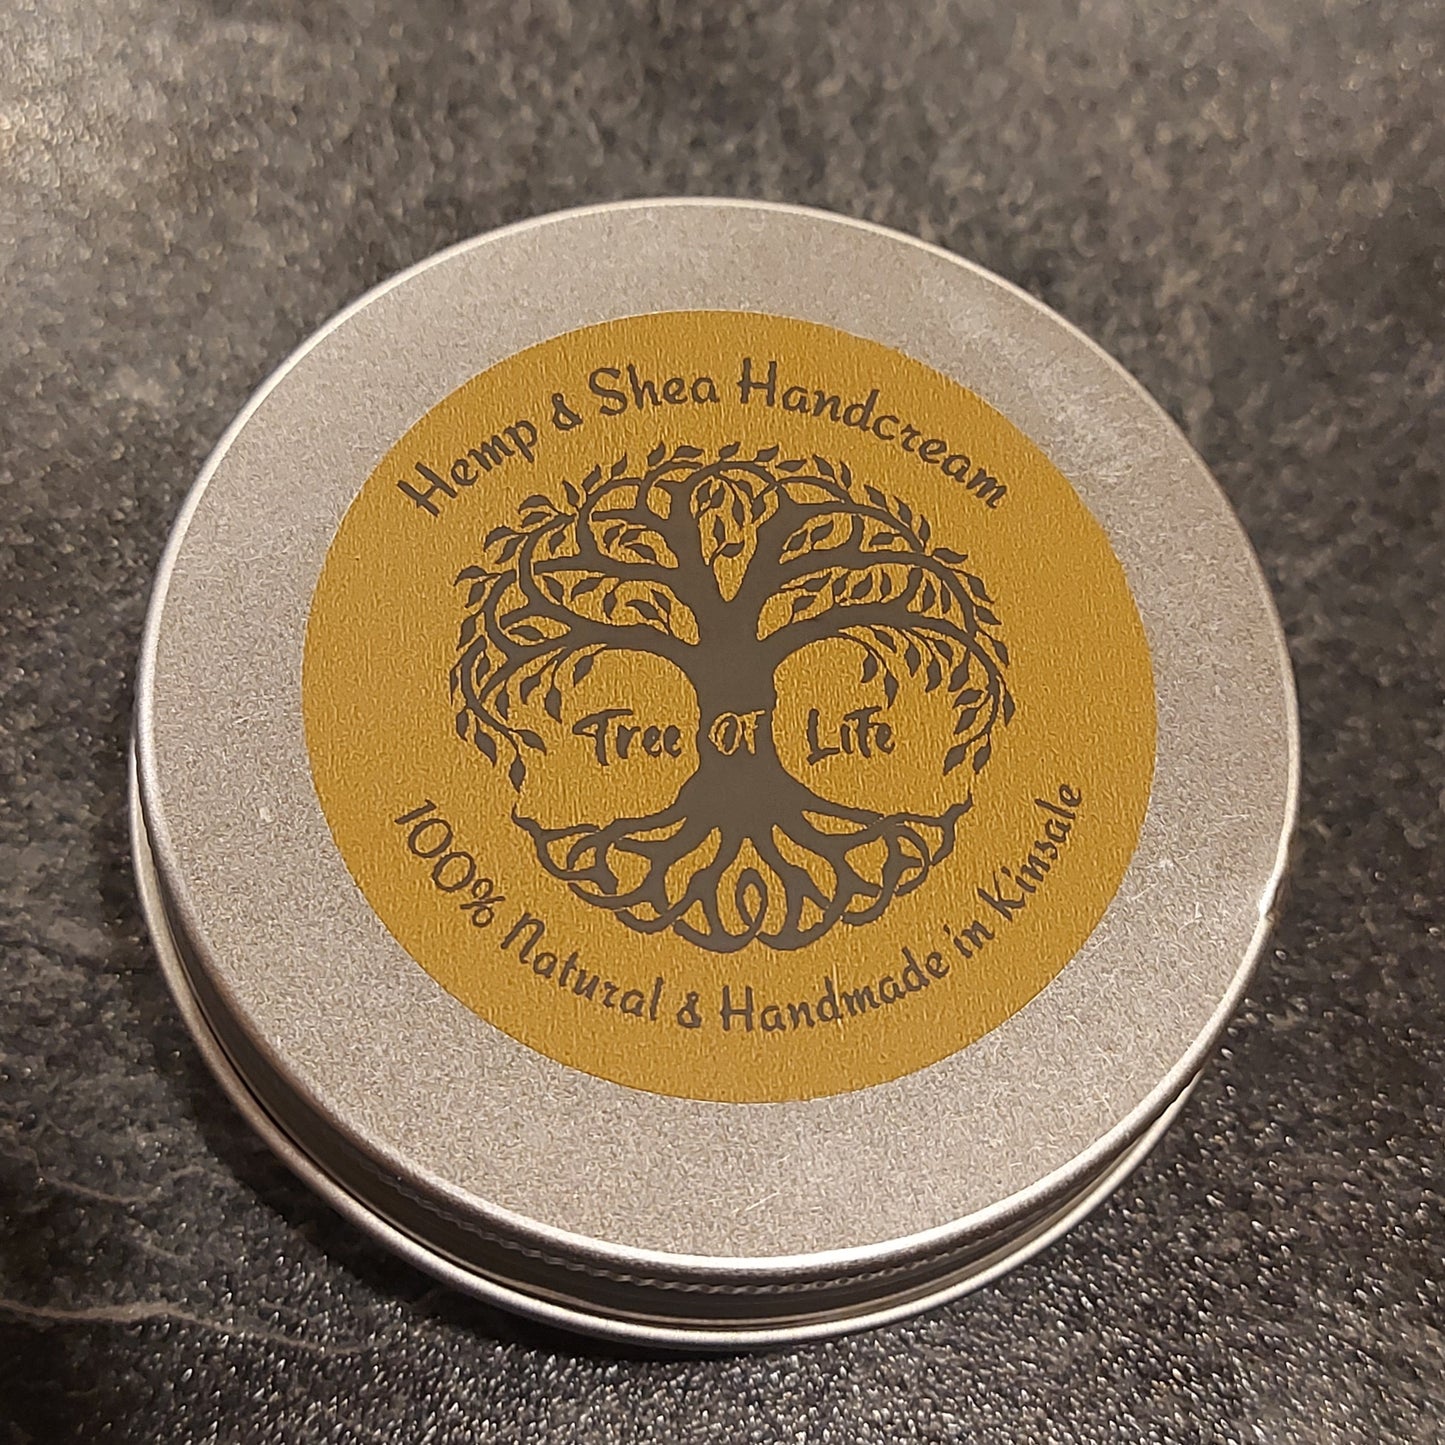 Hemp & Shea Handcream
Tree Of Life
100% Natural & Handmade in Kinsale